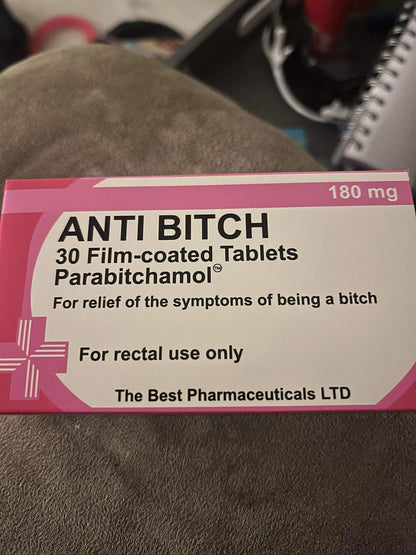 180 mg
ANTI BITCH
30 Film-coated Tablets
Parabitchamol™
For relief of the symptoms of being a bitch
For rectal use only
The Best Pharmaceuticals LTD